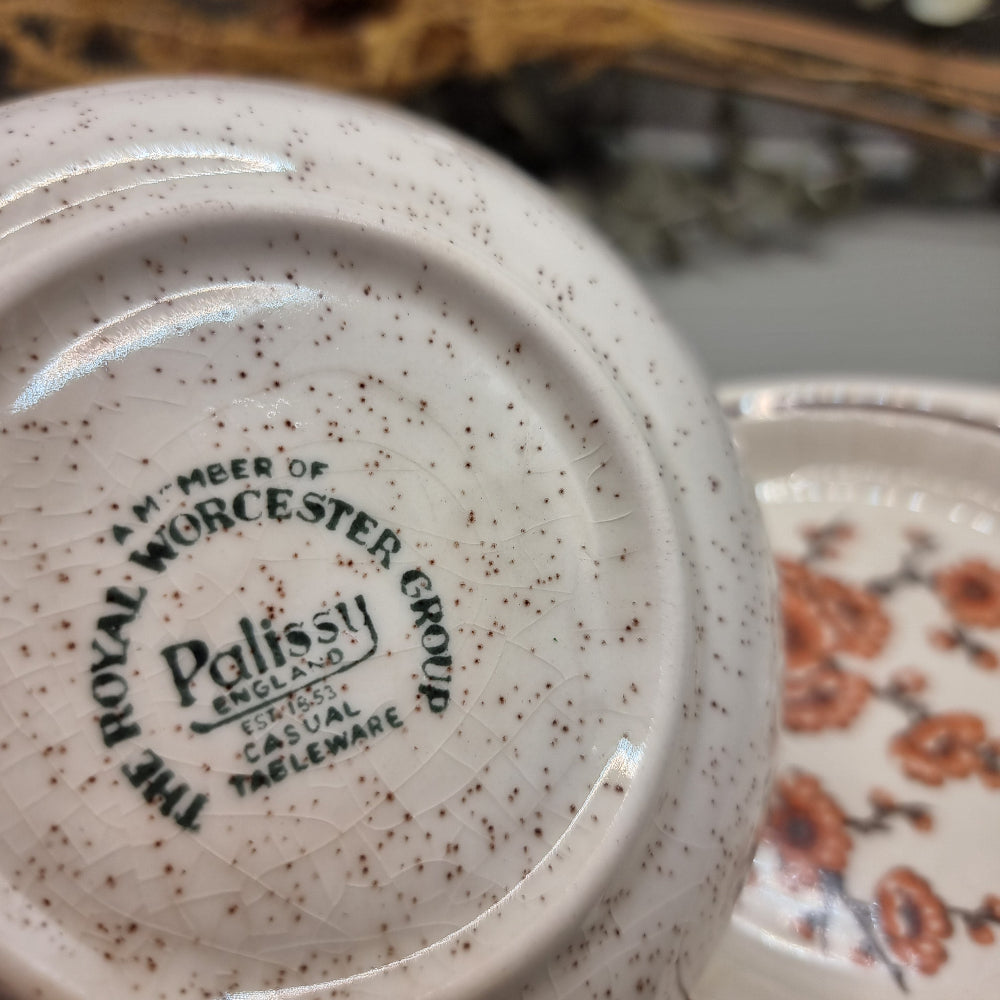 A MEMBER OF
THE ROYAL WORCESTER GROUP
Palissy
ENGLAND
EST. 1853
CASUAL
TABLEWARE